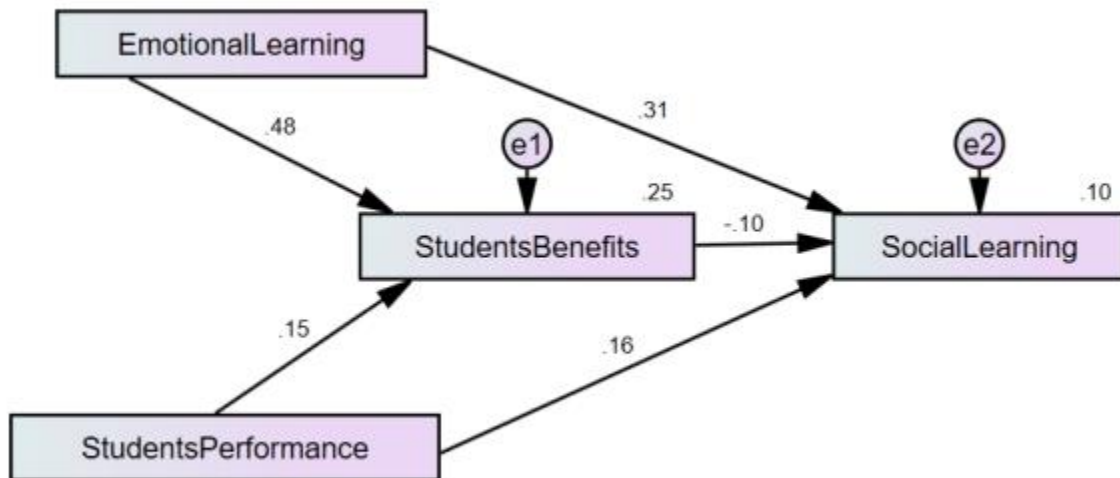 EmotionalLearning
.31
.48
e1
e2
.25
.10
-.10
StudentsBenefits
SocialLearning
.15
.16
StudentsPerformance